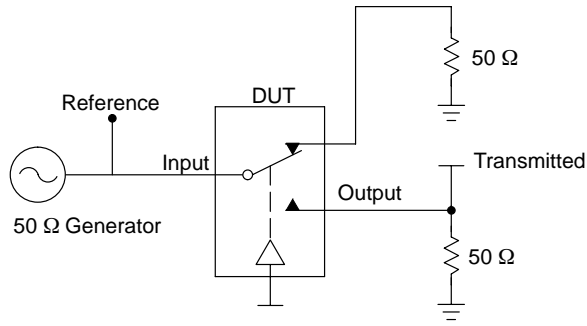 50 Ω
DUT
Reference
Input
Transmitted
Output
50 Ω Generator
50 Ω